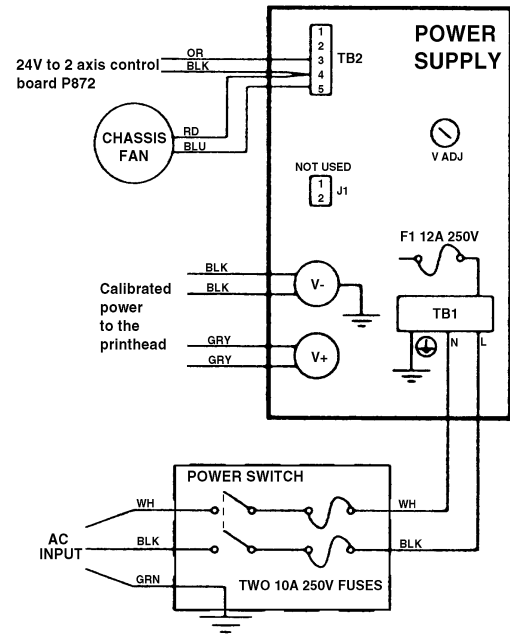 POWER
SUPPLY
1
2
3
4
5
TB2
OR
24V to 2 axis control
BLK
board P872
CHASSIS
FAN
RD
BLU
V ADJ
NOT USED
1
2
J1
F1 12A 250V
BLK
V-
BLK
Calibrated
power
to the
printhead
TB1
GRY
V+
GRY
N
L
POWER SWITCH
WH
WH
AC
INPUT
BLK
BLK
GRN
TWO 10A 250V FUSES